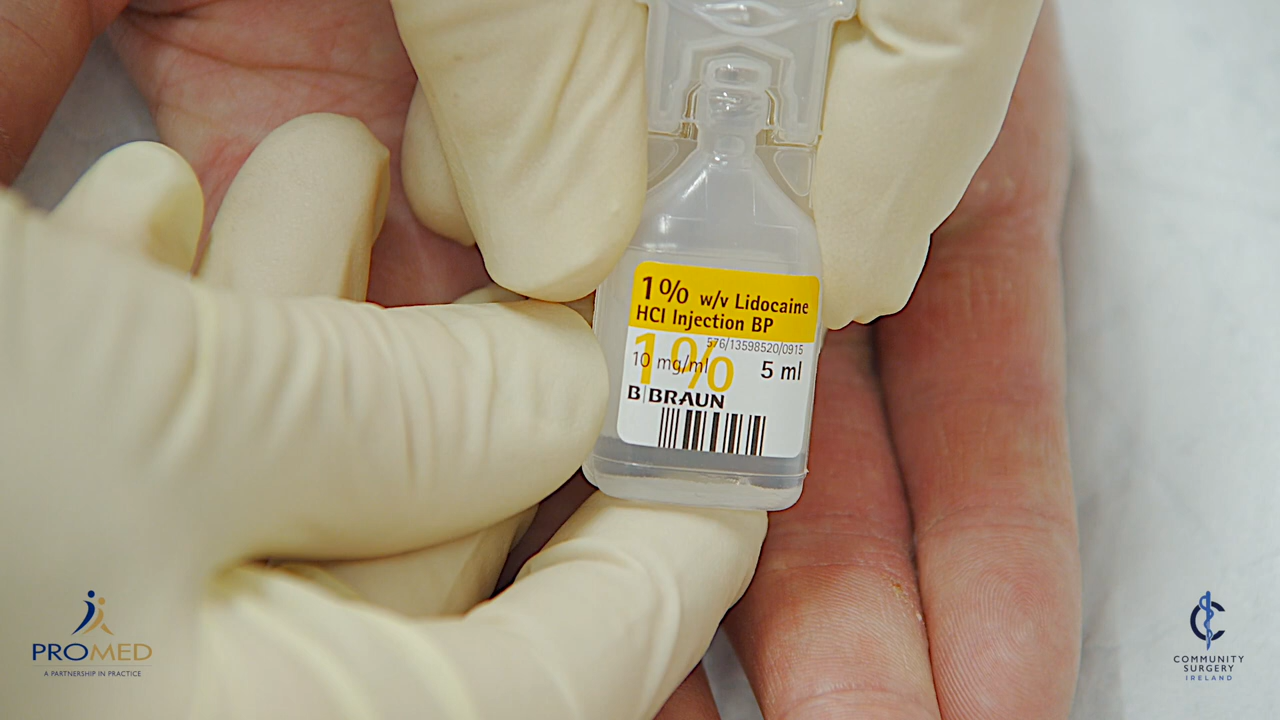 1% w/v Lidocaine
HCl Injection BP
576/13598520/0915
1%
10 mg/ml 5 ml
B|BRAUN
PROMED
A PARTNERSHIP IN PRACTICE
COMMUNITY
SURGERY
IRELAND